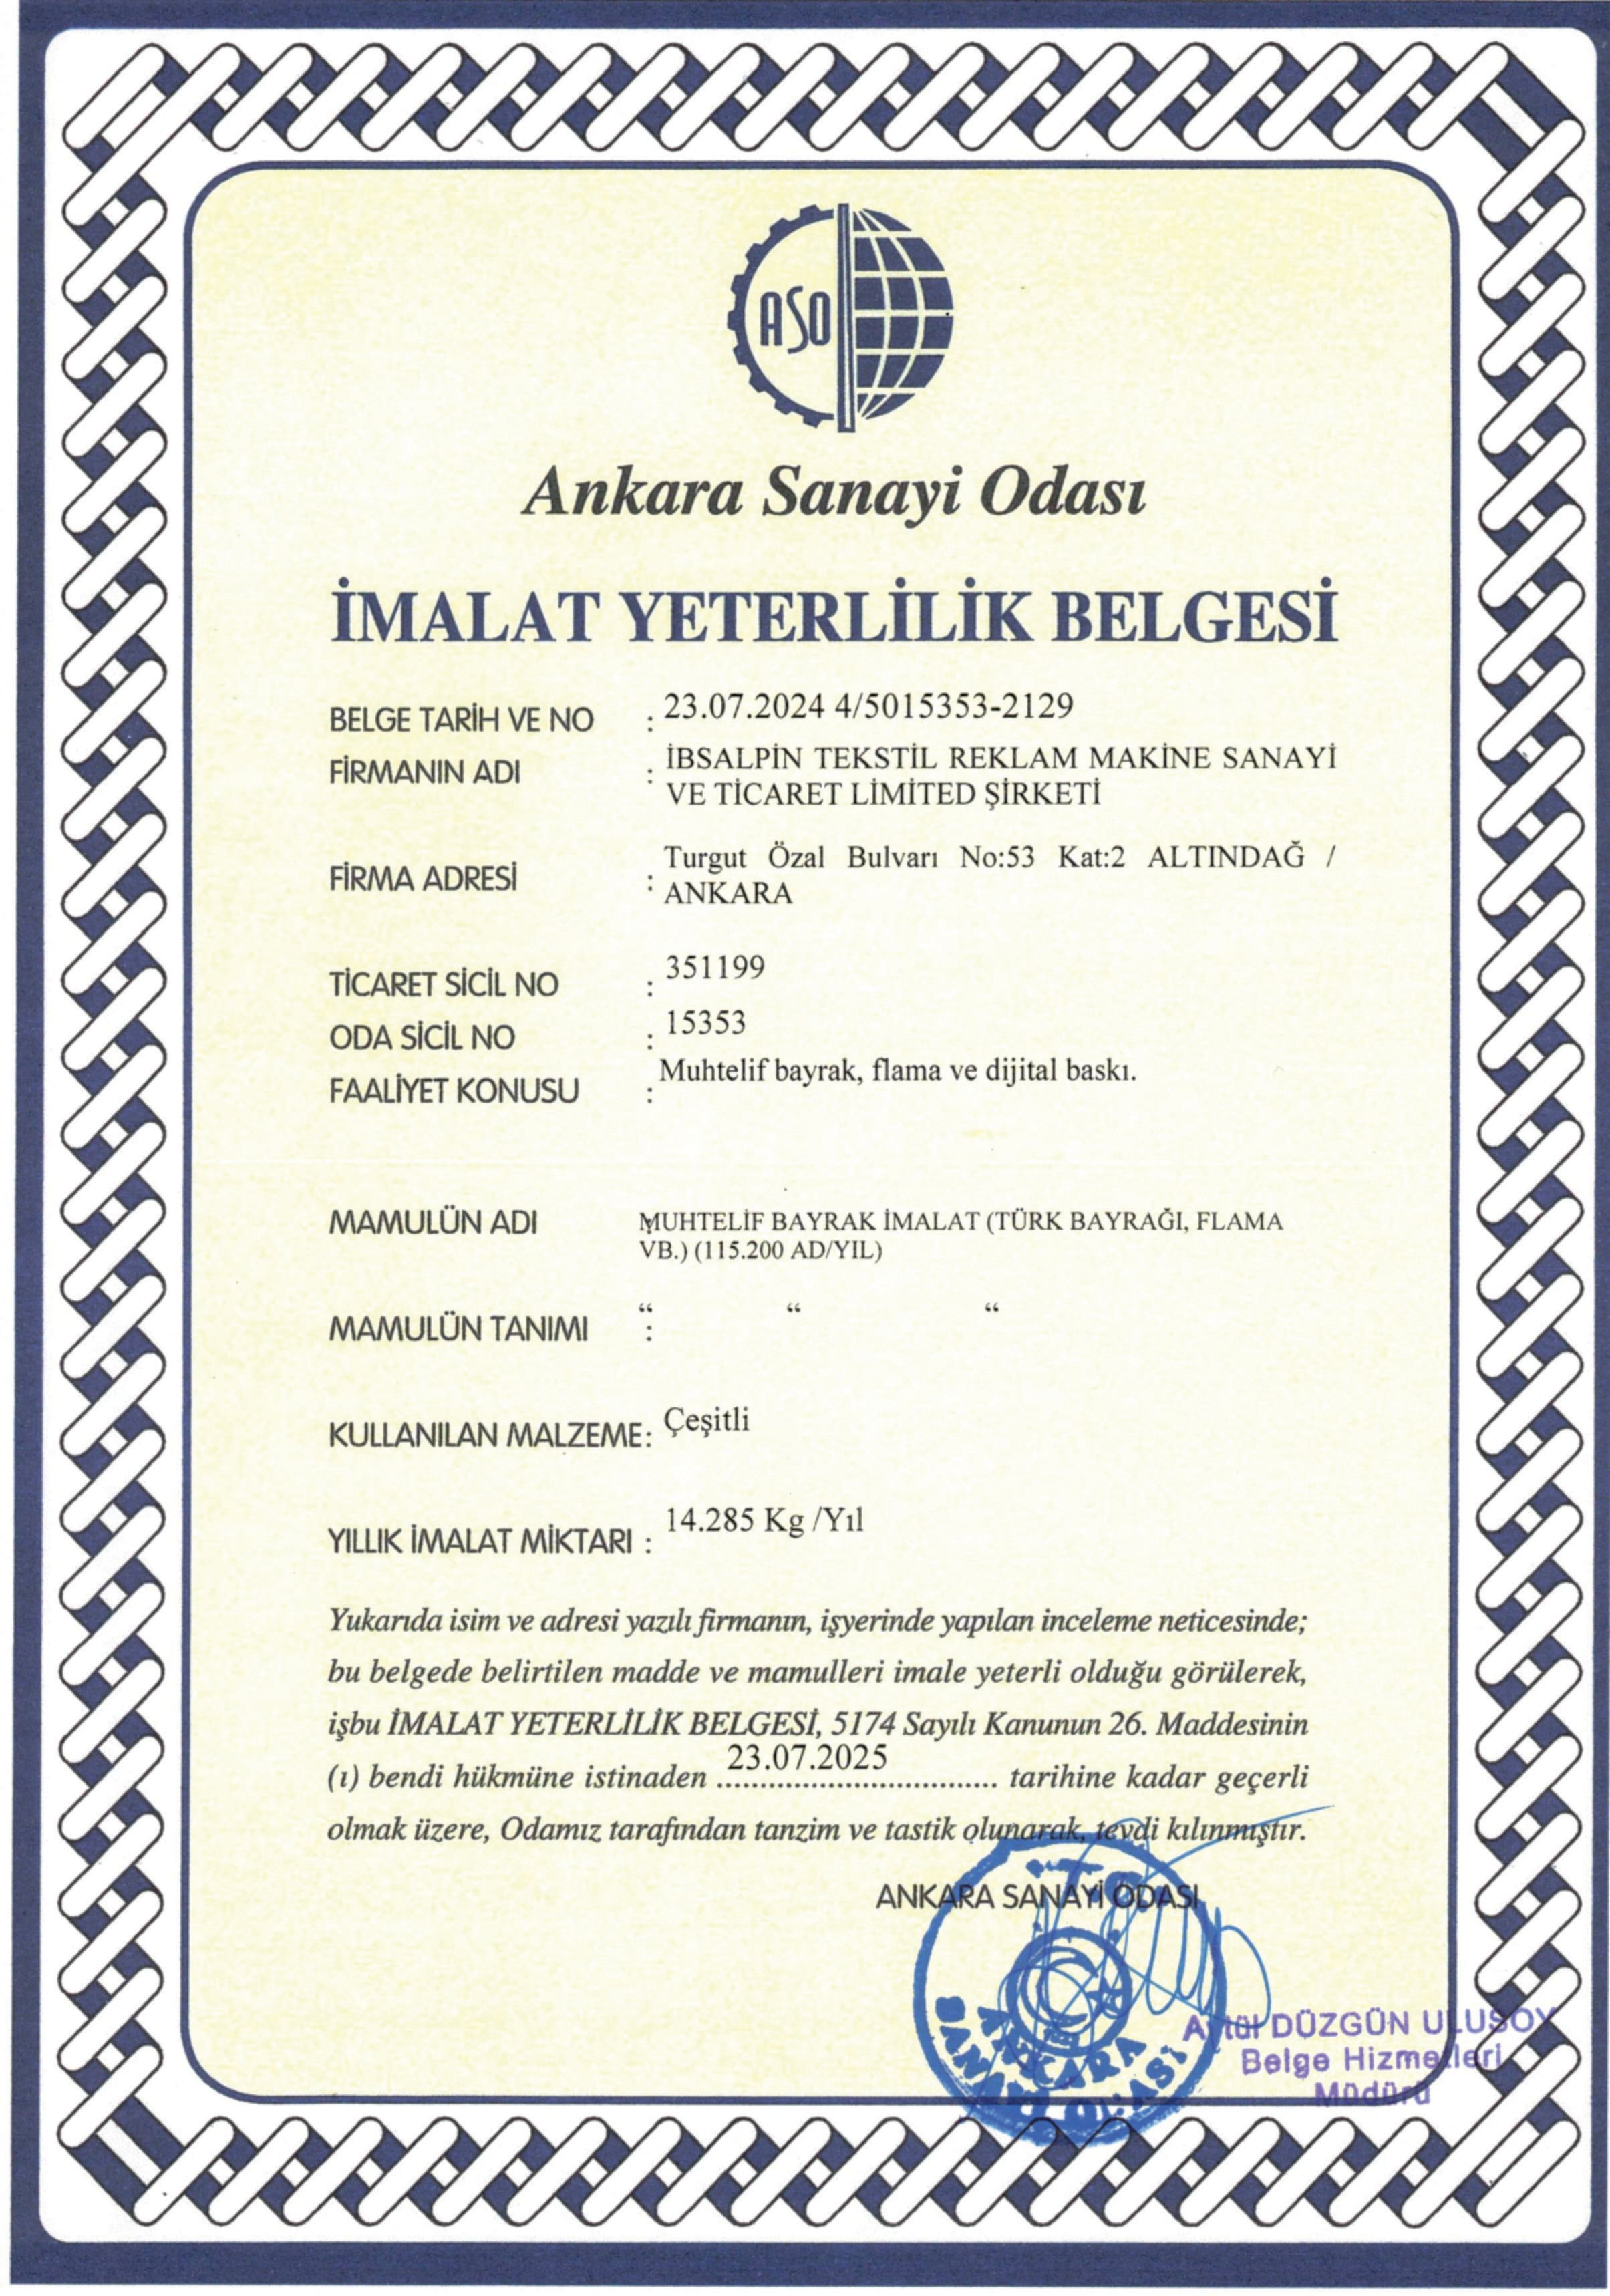 ASO
Ankara Sanayi Odası
İMALAT YETERLİLİK BELGESİ
BELGE TARİH VE NO : 23.07.2024 4/5015353-2129
FİRMANIN ADI : İBSALPİN TEKSTİL REKLAM MAKİNE SANAYİ
VE TİCARET LİMİTED ŞİRKETİ
FİRMA ADRESİ : Turgut Özal Bulvarı No:53 Kat:2 ALTINDAĞ /
ANKARA
TİCARET SİCİL NO : 351199
ODA SİCİL NO : 15353
FAALİYET KONUSU : Muhtelif bayrak, flama ve dijital baskı.
MAMULÜN ADI : MUHTELİF BAYRAK İMALAT (TÜRK BAYRAĞI, FLAMA
VB.) (115.200 AD/YIL)
MAMULÜN TANIMI : “ “ “
KULLANILAN MALZEME: Çeşitli
YILLIK İMALAT MİKTARI : 14.285 Kg /Yıl
Yukarıda isim ve adresi yazılı firmanın, işyerinde yapılan inceleme neticesinde;
bu belgede belirtilen madde ve mamulleri imale yeterli olduğu görülerek,
işbu İMALAT YETERLİLİK BELGESİ, 5174 Sayılı Kanunun 26. Maddesinin
(ı) bendi hükmüne istinaden 23.07.2025 tarihine kadar geçerli
olmak üzere, Odamız tarafından tanzim ve tastik olunarak, tevdi kılınmıştır.
ANKARA SANAYİ ODASI
ANKARA
SANAYİ ODASI
Aytül DÜZGÜN ULUSOY
Belge Hizmetleri
Müdürü